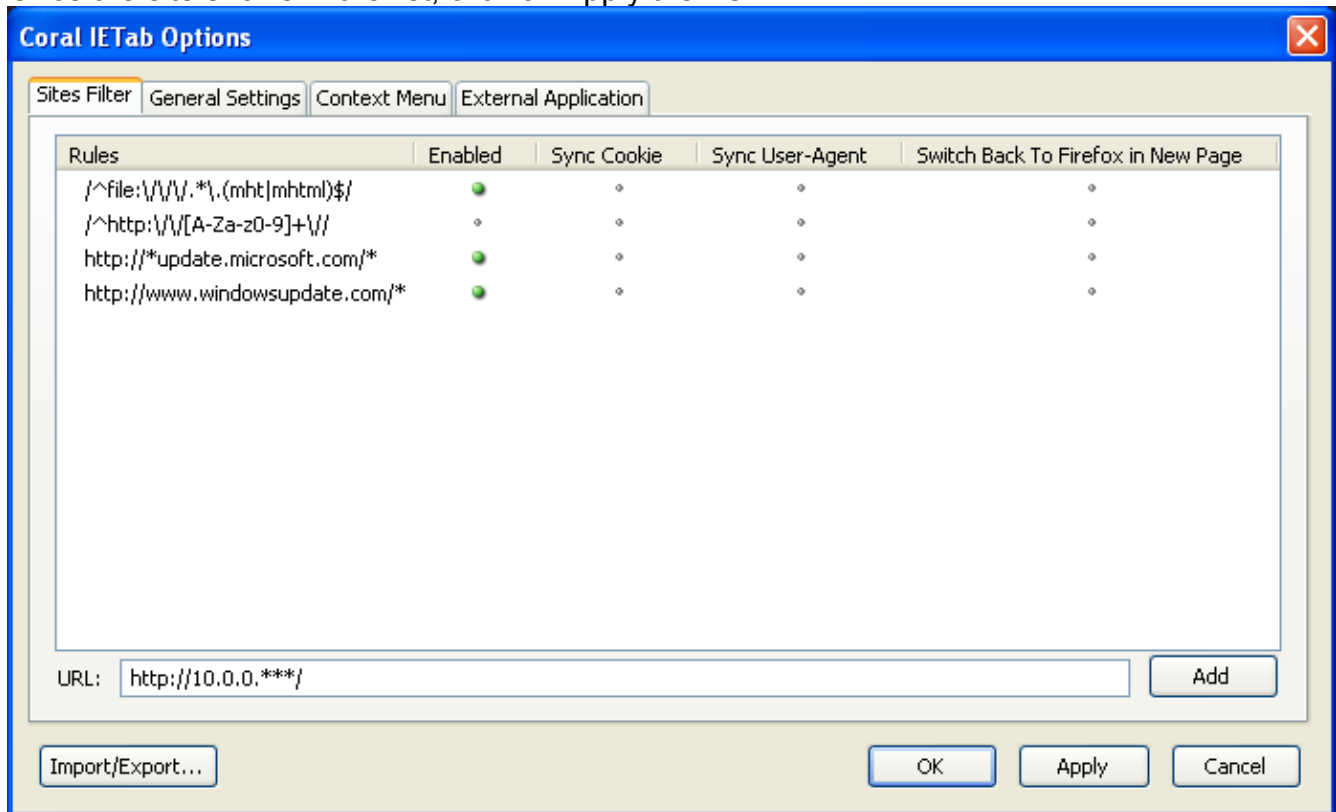 Coral IETab Options
Sites Filter General Settings Context Menu External Application
Rules Enabled Sync Cookie Sync User-Agent Switch Back To Firefox in New Page
/^file:\/\/\/.*\.(mht|mhtml)$/
/^http:\/\/[A-Za-z0-9]+\//
http://*update.microsoft.com/*
http://www.windowsupdate.com/*
URL: http://10.0.0.***/ Add
Import/Export... OK Apply Cancel